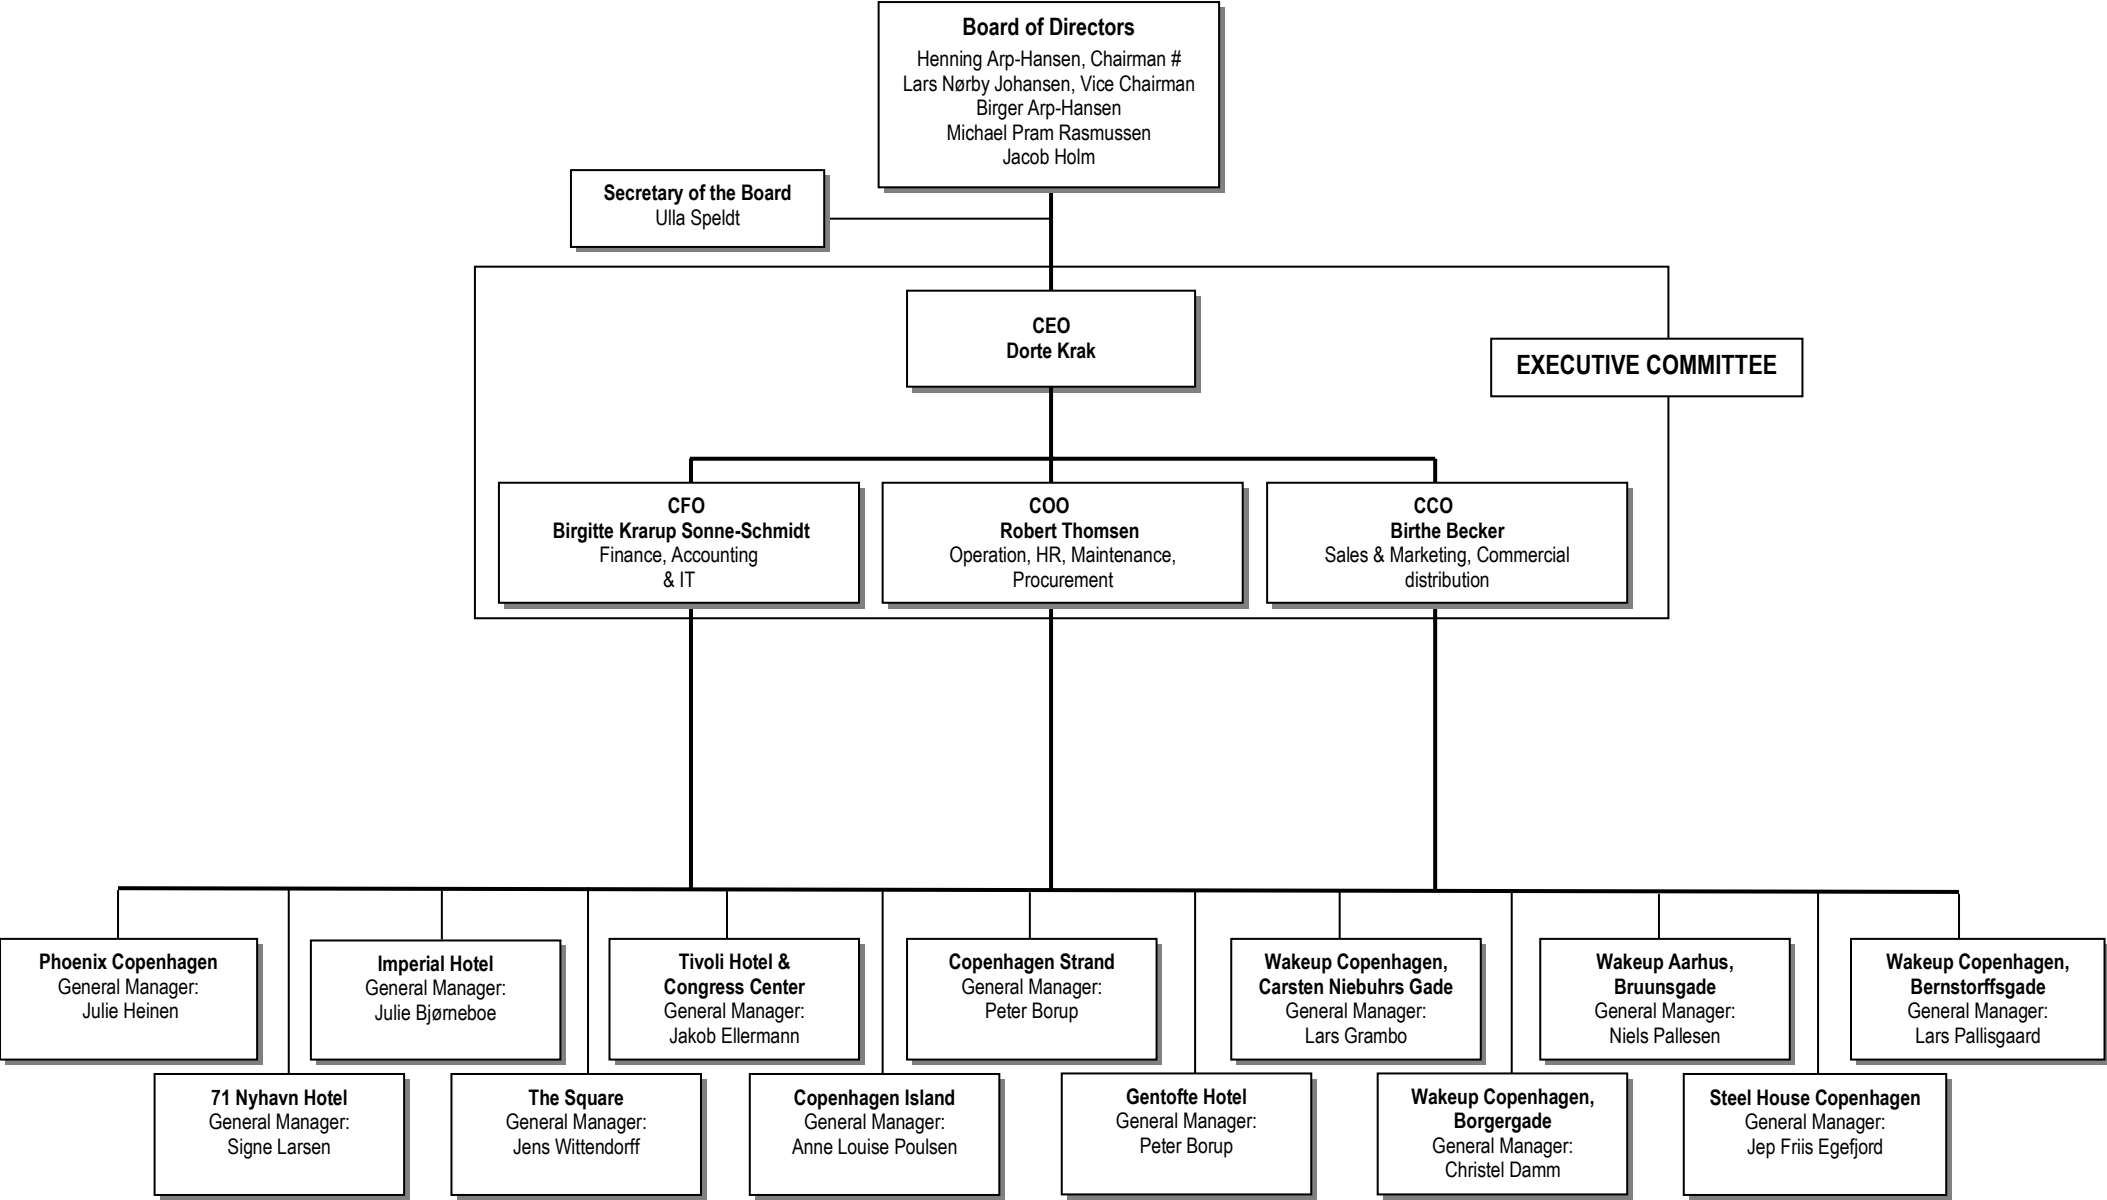 Board of Directors
Henning Arp-Hansen, Chairman #
Lars Nørby Johansen, Vice Chairman
Birger Arp-Hansen
Michael Pram Rasmussen
Jacob Holm
Secretary of the Board
Ulla Speldt
CEO
Dorte Krak
EXECUTIVE COMMITTEE
CFO
Birgitte Krarup Sonne-Schmidt
Finance, Accounting
& IT
COO
Robert Thomsen
Operation, HR, Maintenance,
Procurement
CCO
Birthe Becker
Sales & Marketing, Commercial
distribution
Phoenix Copenhagen
General Manager:
Julie Heinen
Imperial Hotel
General Manager:
Julie Bjørneboe
Tivoli Hotel &
Congress Center
General Manager:
Jakob Ellermann
Copenhagen Strand
General Manager:
Peter Borup
Wakeup Copenhagen,
Carsten Niebuhrs Gade
General Manager:
Lars Grambo
Wakeup Aarhus,
Bruunsgade
General Manager:
Niels Pallesen
Wakeup Copenhagen,
Bernstorffsgade
General Manager:
Lars Pallisgaard
71 Nyhavn Hotel
General Manager:
Signe Larsen
The Square
General Manager:
Jens Wittendorff
Copenhagen Island
General Manager:
Anne Louise Poulsen
Gentofte Hotel
General Manager:
Peter Borup
Wakeup Copenhagen,
Borgergade
General Manager:
Christel Damm
Steel House Copenhagen
General Manager:
Jep Friis Egefjord